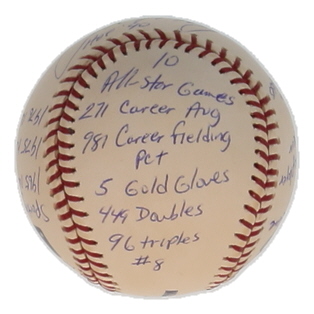 10
All-Star Games
271 Career Avg
981 Career Fielding
Pct
5 Gold Gloves
449 Doubles
96 triples
#8